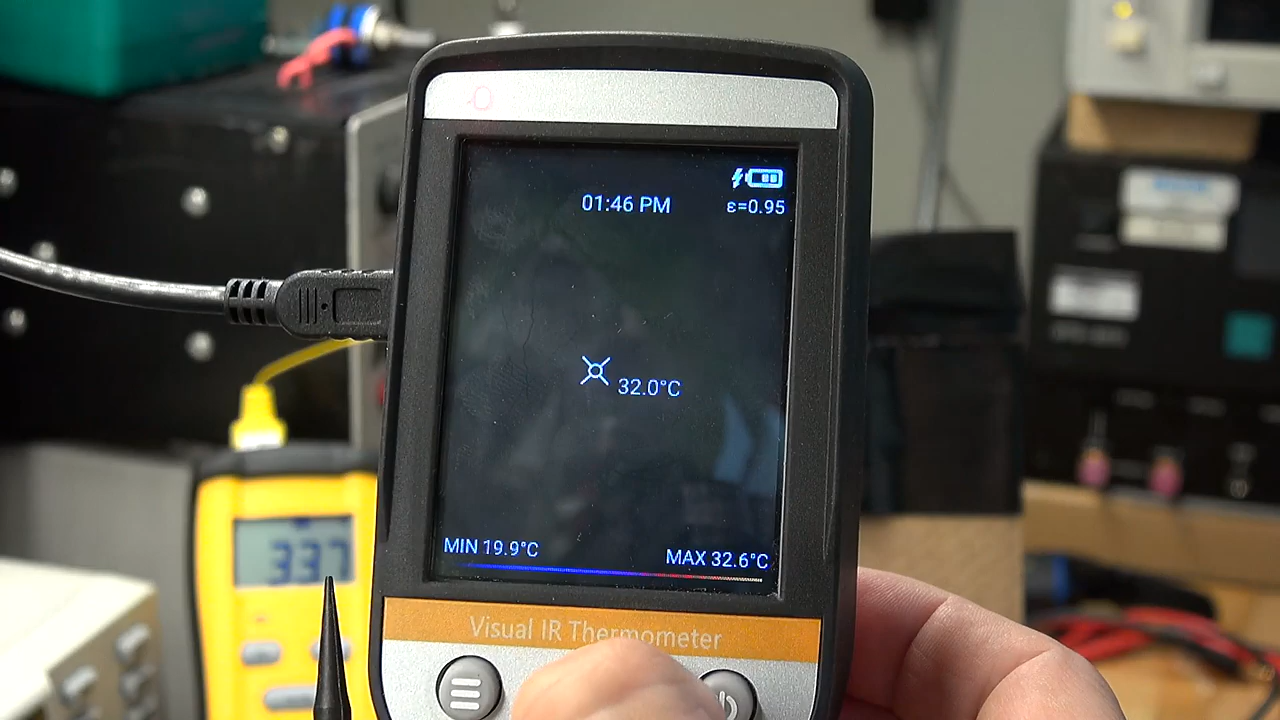 01:46 PM
ε=0.95
32.0°C
MIN 19.9°C
MAX 32.6°C
Visual IR Thermometer
337